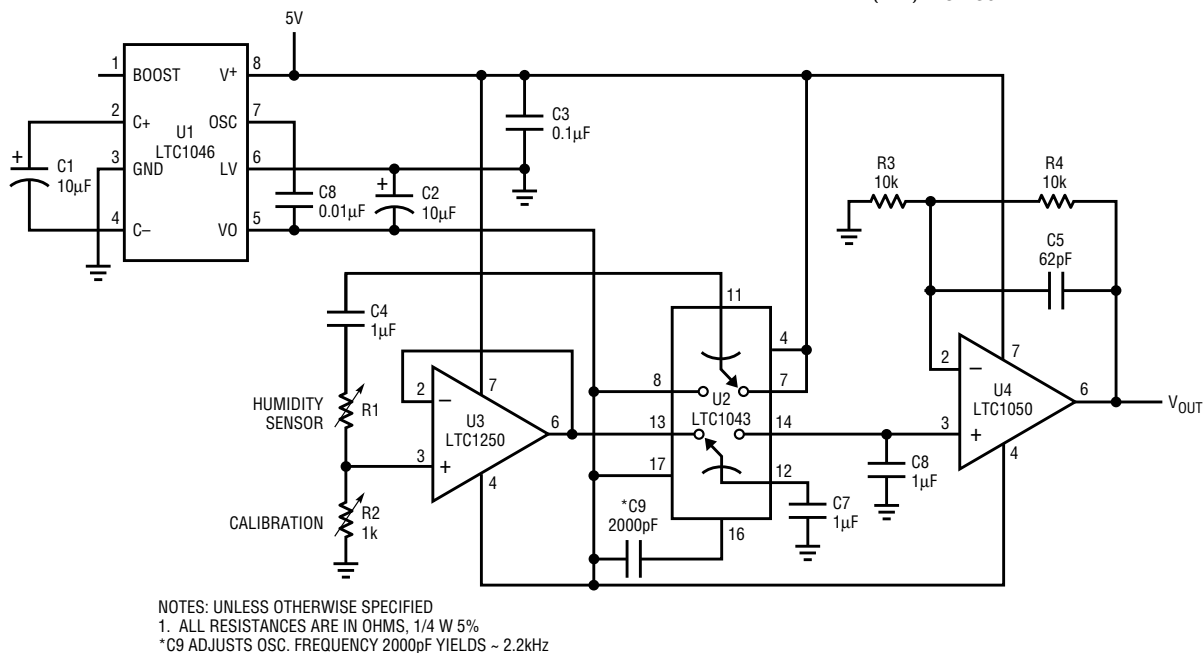 5V
1
BOOST
V+
8
2
C+
OSC
7
U1
LTC1046
3
GND
LV
6
4
C–
VO
5
+
C1
10µF
C8
0.01µF
+
C2
10µF
C3
0.1µF
R3
10k
R4
10k
C5
62pF
C4
1µF
HUMIDITY
SENSOR
R1
CALIBRATION
R2
1k
2
–
7
U3
LTC1250
6
3
+
4
11
4
8
7
U2
LTC1043
13
14
17
12
16
*C9
2000pF
C7
1µF
C8
1µF
2
–
7
U4
LTC1050
6
3
+
4
VOUT
NOTES: UNLESS OTHERWISE SPECIFIED
1. ALL RESISTANCES ARE IN OHMS, 1/4 W 5%
*C9 ADJUSTS OSC. FREQUENCY 2000pF YIELDS ~ 2.2kHz